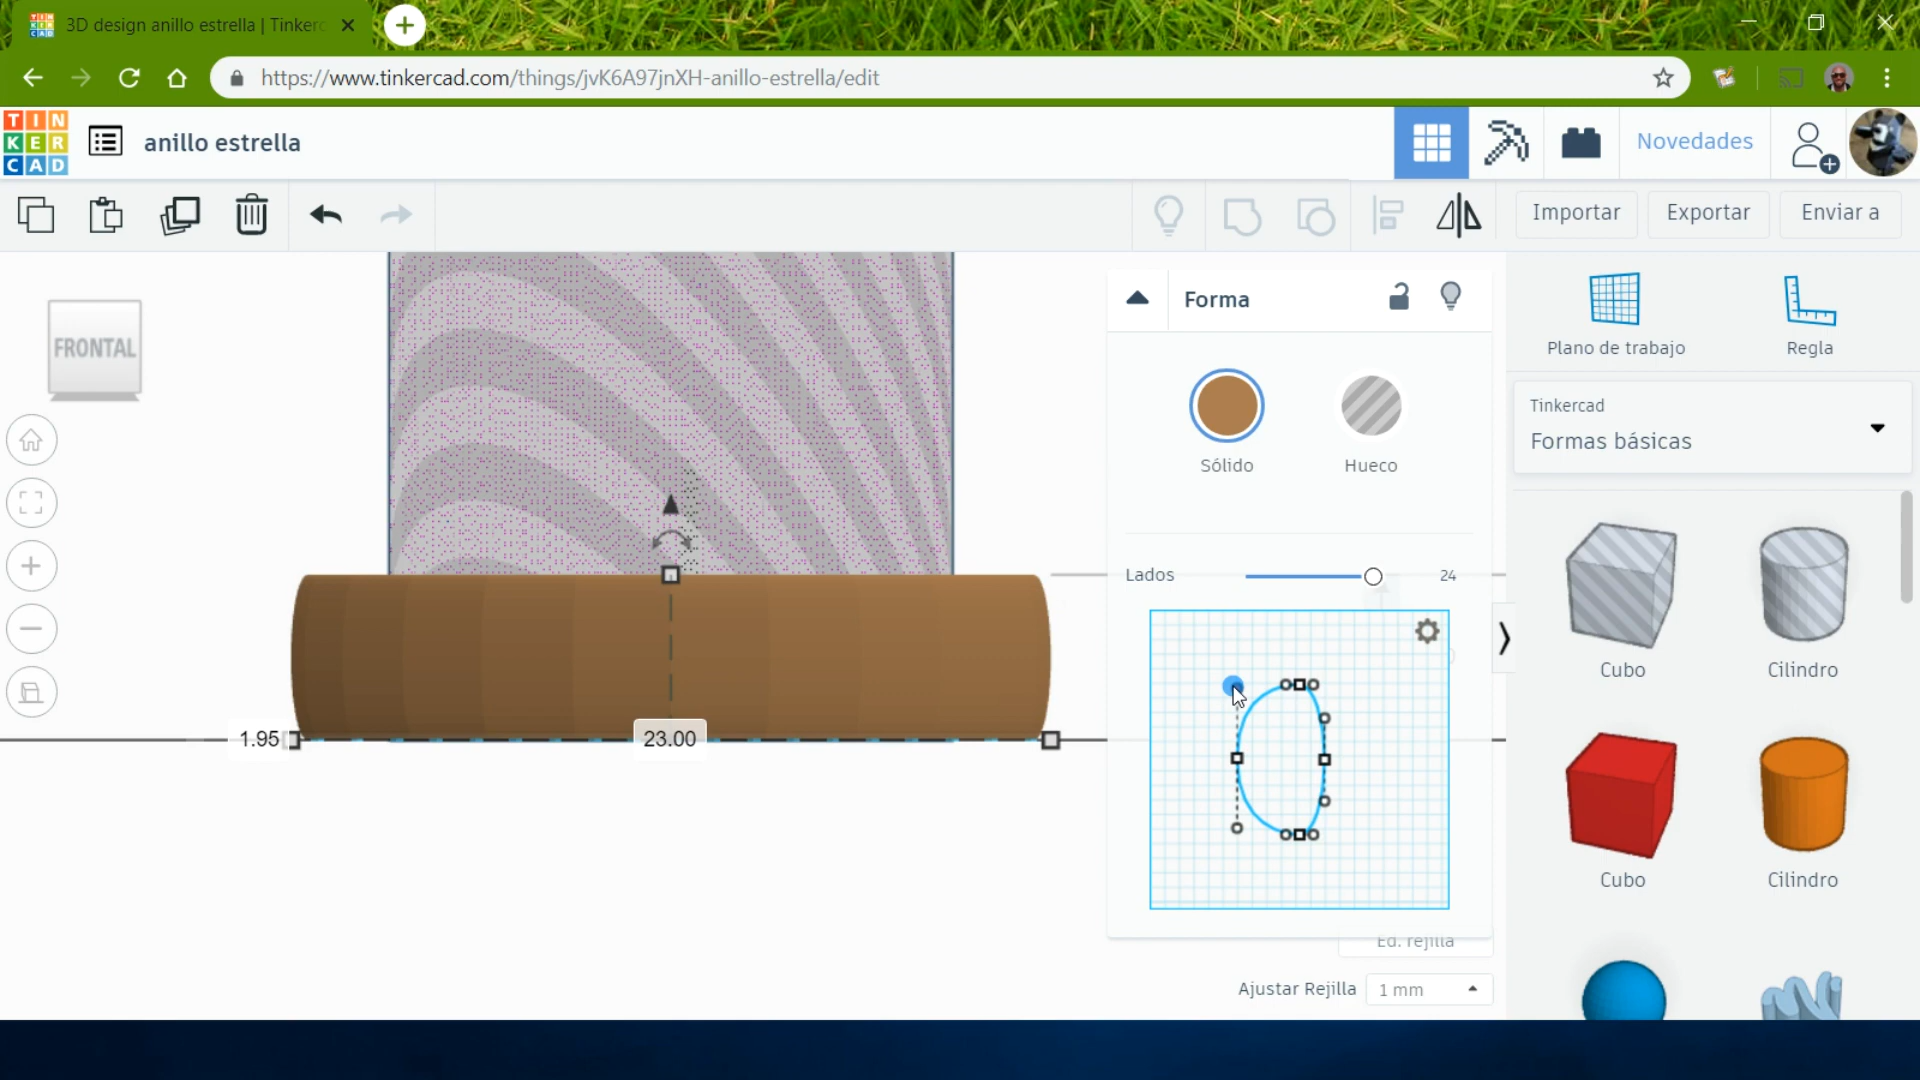 3D design anillo estrella | Tinkerc
https://www.tinkercad.com/things/jvK6A97jnXH-anillo-estrella/edit
TIN
KER
CAD
anillo estrella
Novedades
Importar
Exportar
Enviar a
FRONTAL
Forma
Sólido
Hueco
Lados
24
1.95
23.00
Ed. rejilla
Ajustar Rejilla
1 mm
Plano de trabajo
Regla
Tinkercad
Formas básicas
Cubo
Cilindro
Cubo
Cilindro